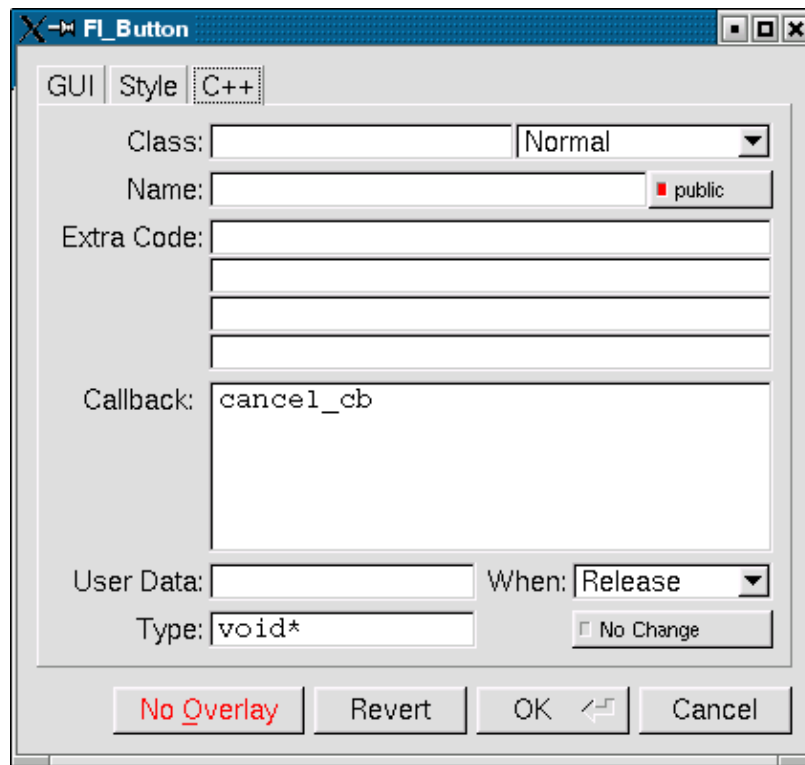 Fl_Button
GUI Style C++
Class: Normal
Name: public
Extra Code:
Callback: cancel_cb
User Data: When: Release
Type: void* No Change
No Overlay Revert OK Cancel